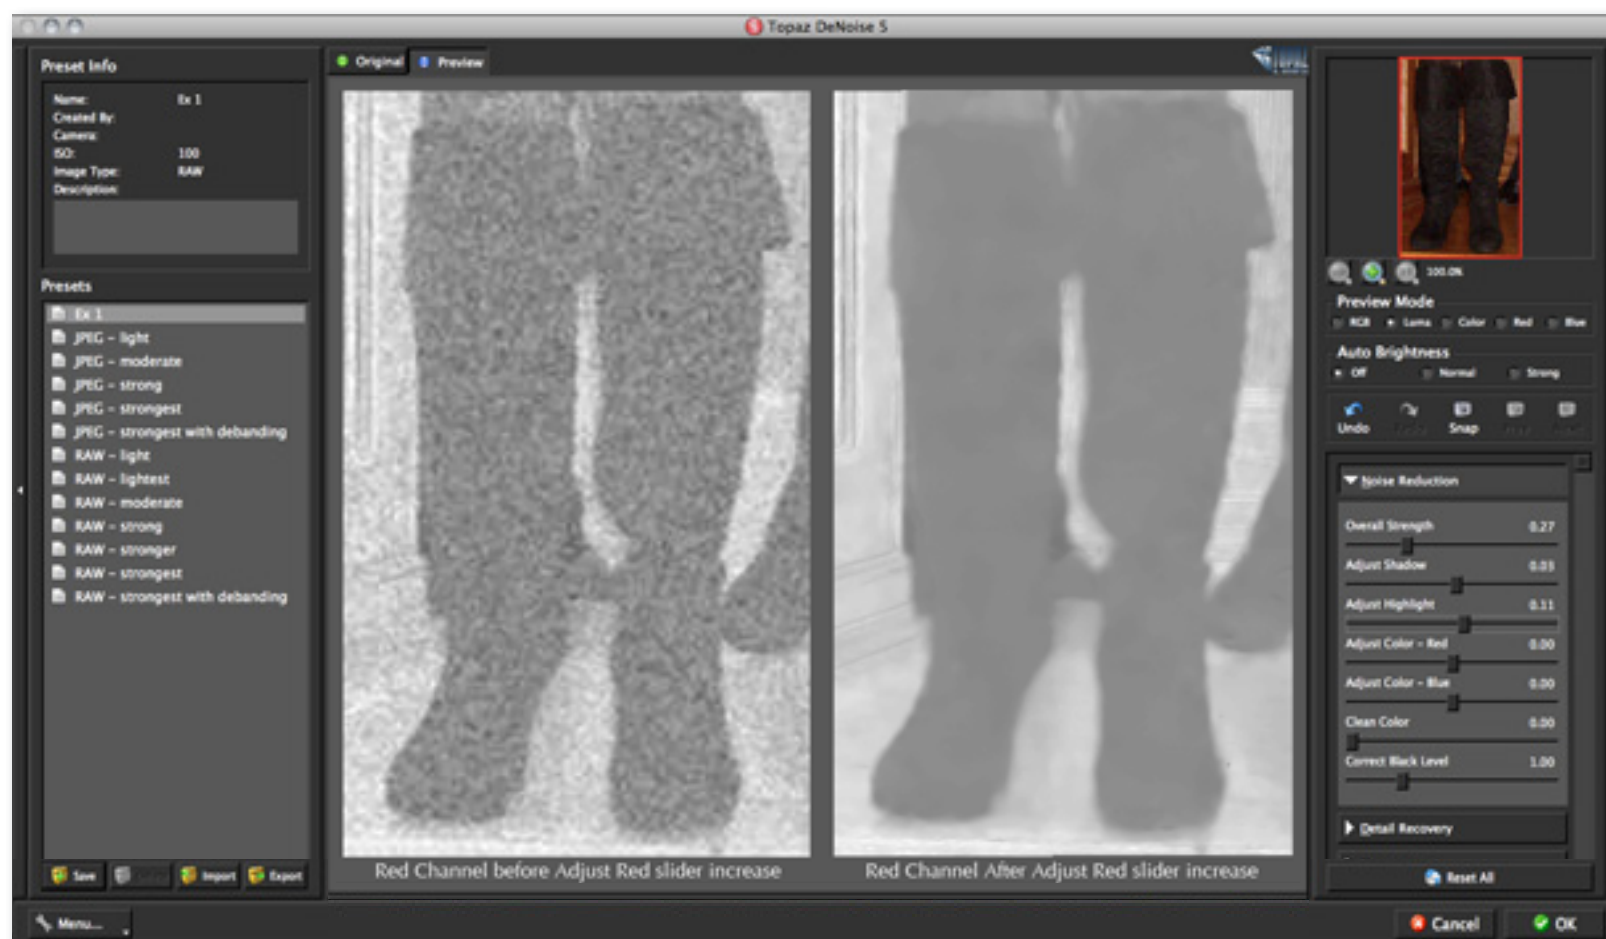 Topaz DeNoise 5
Preset Info
Name: Ex 1
Created By:
Camera:
ISO: 100
Image Type: RAW
Description:
Presets
Ex 1
JPEG – light
JPEG – moderate
JPEG – strong
JPEG – strongest
JPEG – strongest with debanding
RAW – light
RAW – lightest
RAW – moderate
RAW – strong
RAW – stronger
RAW – strongest
RAW – strongest with debanding
Save Import Export
Menu...
Original Preview
TOPAZ
Red Channel before Adjust Red slider increase
Red Channel After Adjust Red slider increase
100.0%
Preview Mode
RGB Luma Color Red Blue
Auto Brightness
Off Normal Strong
Undo Snap
Noise Reduction
Overall Strength 0.27
Adjust Shadow 0.03
Adjust Highlight 0.11
Adjust Color – Red 0.00
Adjust Color – Blue 0.00
Clean Color 0.00
Correct Black Level 1.00
Detail Recovery
Reset All
Cancel OK